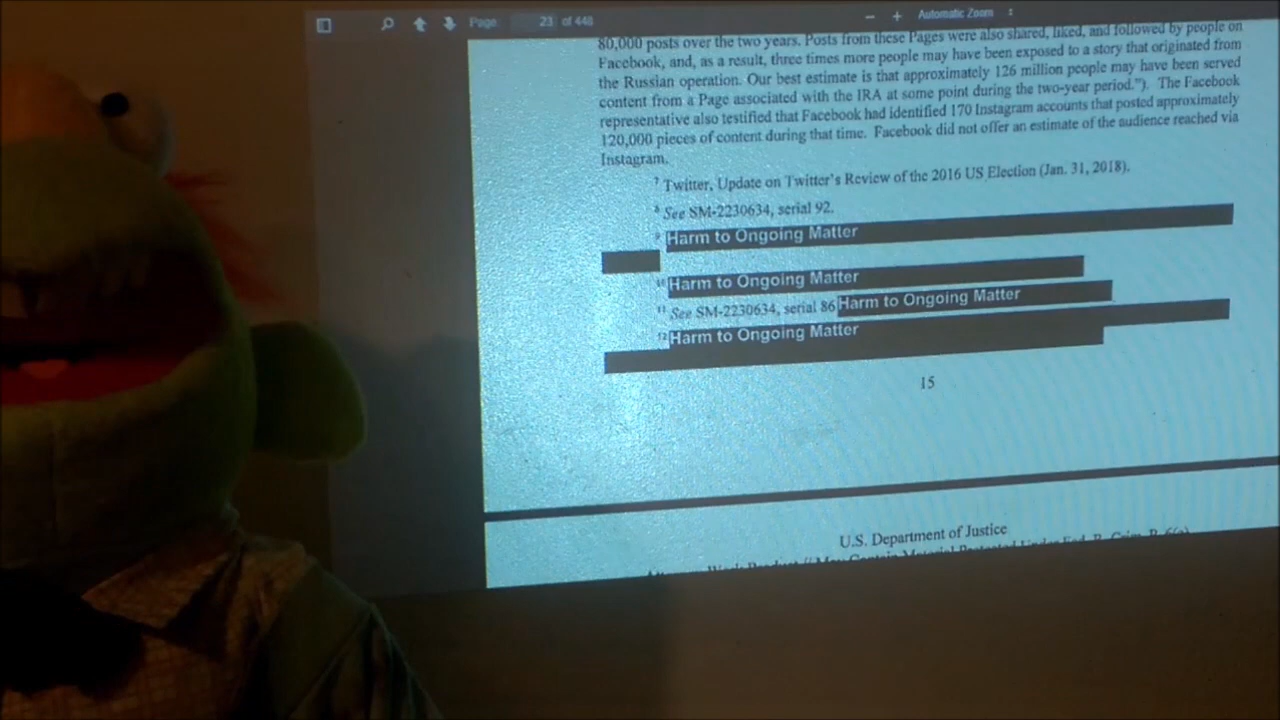 Page: 23 of 448 Automatic Zoom
80,000 posts over the two years. Posts from these Pages were also shared, liked, and followed by people on
Facebook, and, as a result, three times more people may have been exposed to a story that originated from
the Russian operation. Our best estimate is that approximately 126 million people may have been served
content from a Page associated with the IRA at some point during the two-year period."). The Facebook
representative also testified that Facebook had identified 170 Instagram accounts that posted approximately
120,000 pieces of content during that time. Facebook did not offer an estimate of the audience reached via
Instagram.
7 Twitter, Update on Twitter's Review of the 2016 US Election (Jan. 31, 2018).
8 See SM-2230634, serial 92.
9 Harm to Ongoing Matter
10 Harm to Ongoing Matter
11 See SM-2230634, serial 86 Harm to Ongoing Matter
12 Harm to Ongoing Matter
15
U.S. Department of Justice